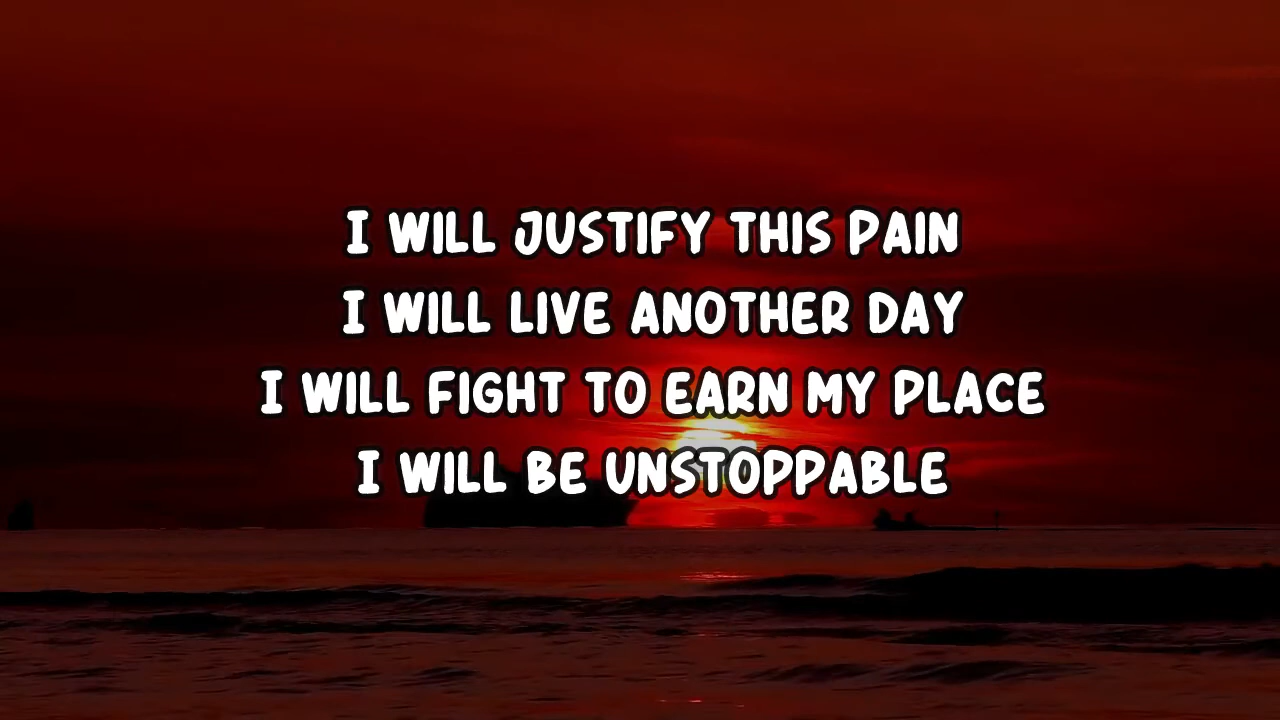 I WILL JUSTIFY THIS PAIN
I WILL LIVE ANOTHER DAY
I WILL FIGHT TO EARN MY PLACE
I WILL BE UNSTOPPABLE